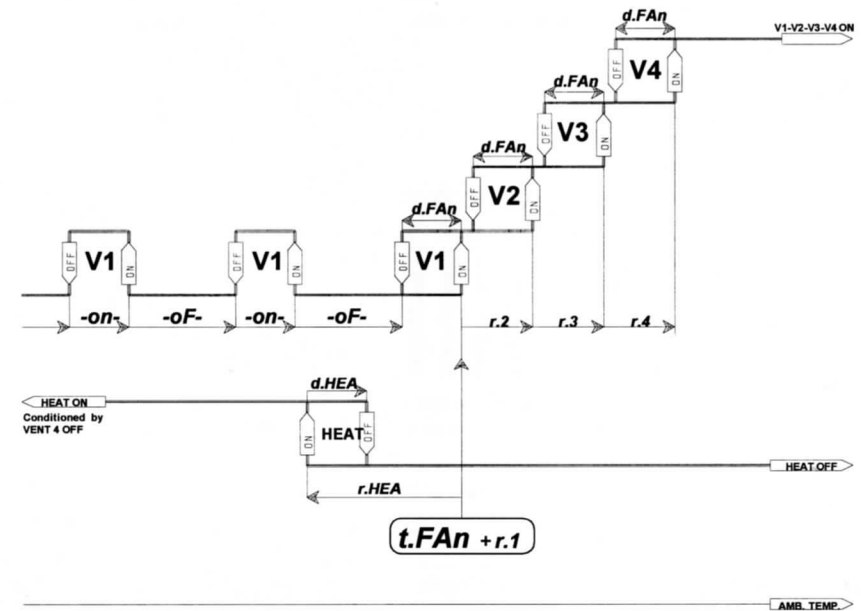 d.FAn
V1-V2-V3-V4 ON
OFF
V4
ON
d.FAn
OFF
V3
ON
d.FAn
OFF
V2
ON
d.FAn
OFF
V1
ON
OFF
V1
ON
OFF
V1
ON
-on-
-oF-
-on-
-oF-
r.2
r.3
r.4
HEAT ON
Conditioned by
VENT 4 OFF
d.HEA
ON
HEAT
OFF
HEAT OFF
r.HEA
t.FAn +r.1
AMB. TEMP.